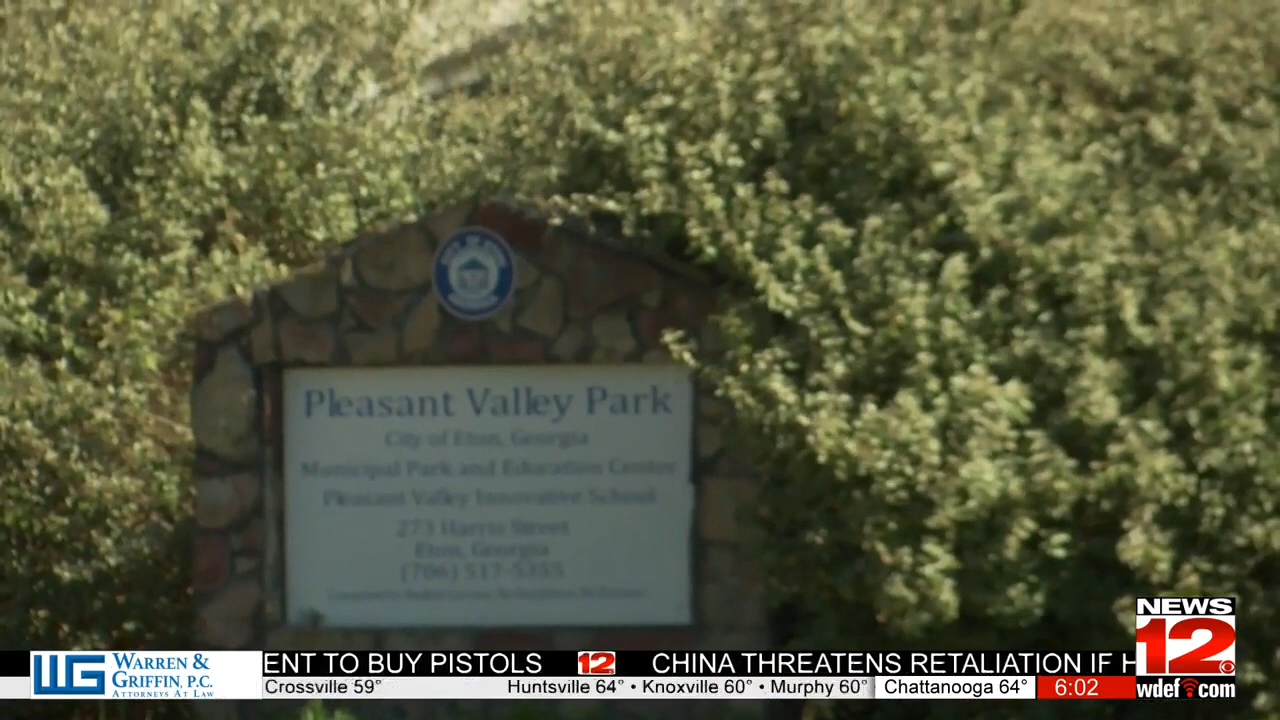 Pleasant Valley Park
City of Eton, Georgia
Municipal Park and Education Center
Pleasant Valley Innovative School
273 Harris Street
Eton, Georgia
(706) 517-
NEWS
12
wdef.com
WG WARREN & GRIFFIN, P.C.
ATTORNEYS AT LAW
ENT TO BUY PISTOLS 12 CHINA THREATENS RETALIATION IF H
Crossville 59° Huntsville 64° • Knoxville 60° • Murphy 60° Chattanooga 64° 6:02